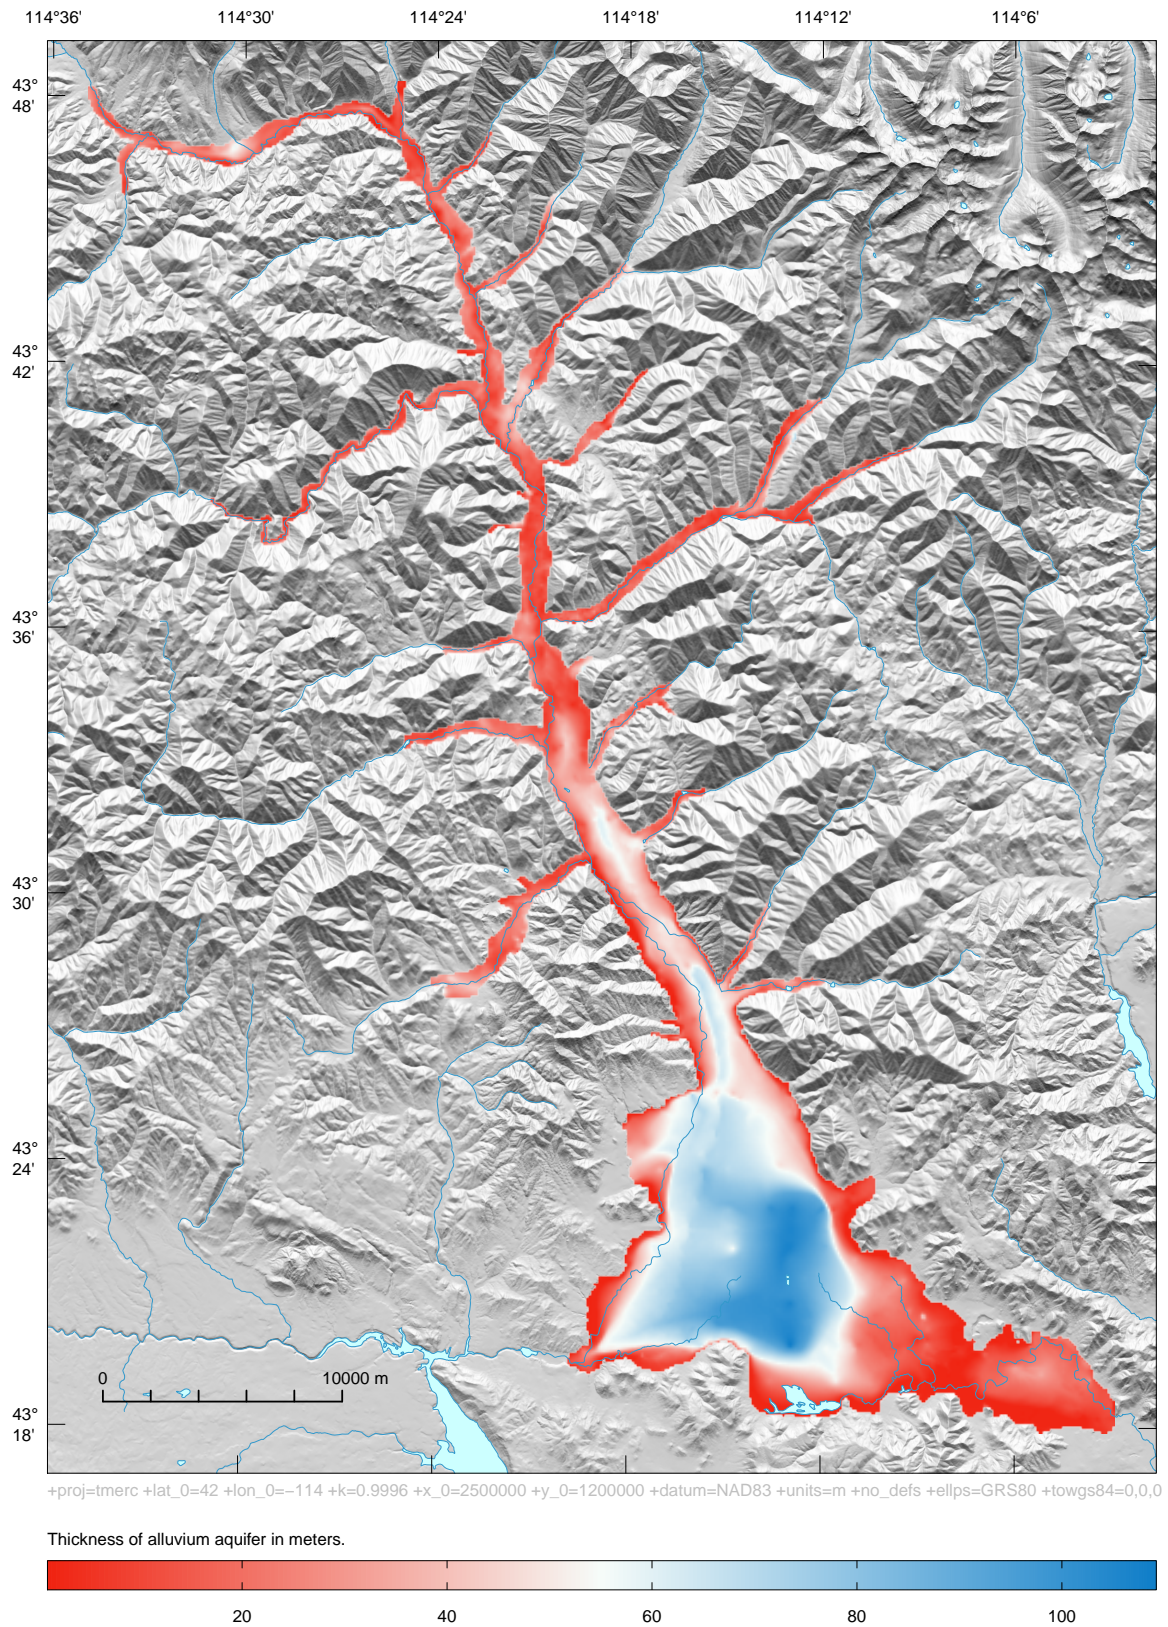 114°36' 114°30' 114°24' 114°18' 114°12' 114°6'
43°
48'
43°
42'
43°
36'
43°
30'
43°
24'
43°
18'
0 10000 m
+proj=tmerc +lat_0=42 +lon_0=−114 +k=0.9996 +x_0=2500000 +y_0=1200000 +datum=NAD83 +units=m +no_defs +ellps=GRS80 +towgs84=0,0,0
Thickness of alluvium aquifer in meters.
20 40 60 80 100